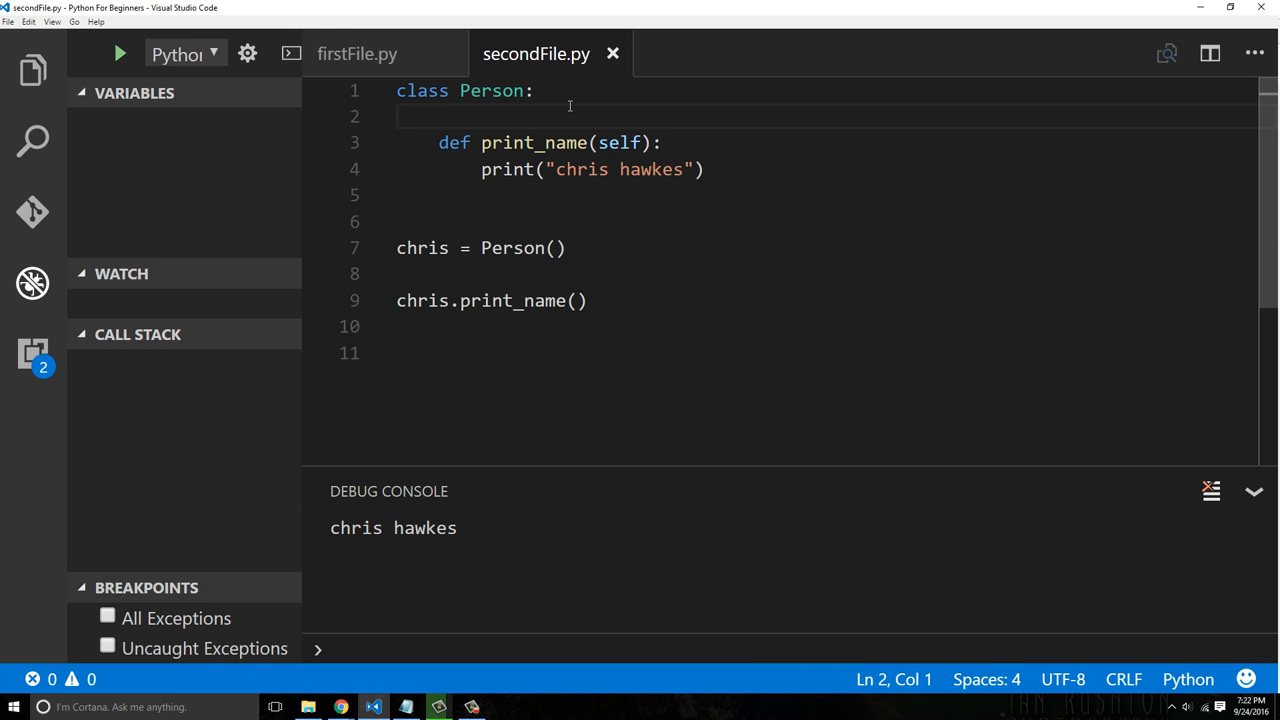 secondFile.py - Python For Beginners - Visual Studio Code
File Edit View Go Help
Pythor
firstFile.py
secondFile.py
VARIABLES
WATCH
CALL STACK
2
BREAKPOINTS
All Exceptions
Uncaught Exceptions
1 class Person:
2
3 def print_name(self):
4 print("chris hawkes")
5
6
7 chris = Person()
8
9 chris.print_name()
10
11
DEBUG CONSOLE
chris hawkes
0 0
Ln 2, Col 1 Spaces: 4 UTF-8 CRLF Python
I'm Cortana. Ask me anything.
7:22 PM
9/24/2016